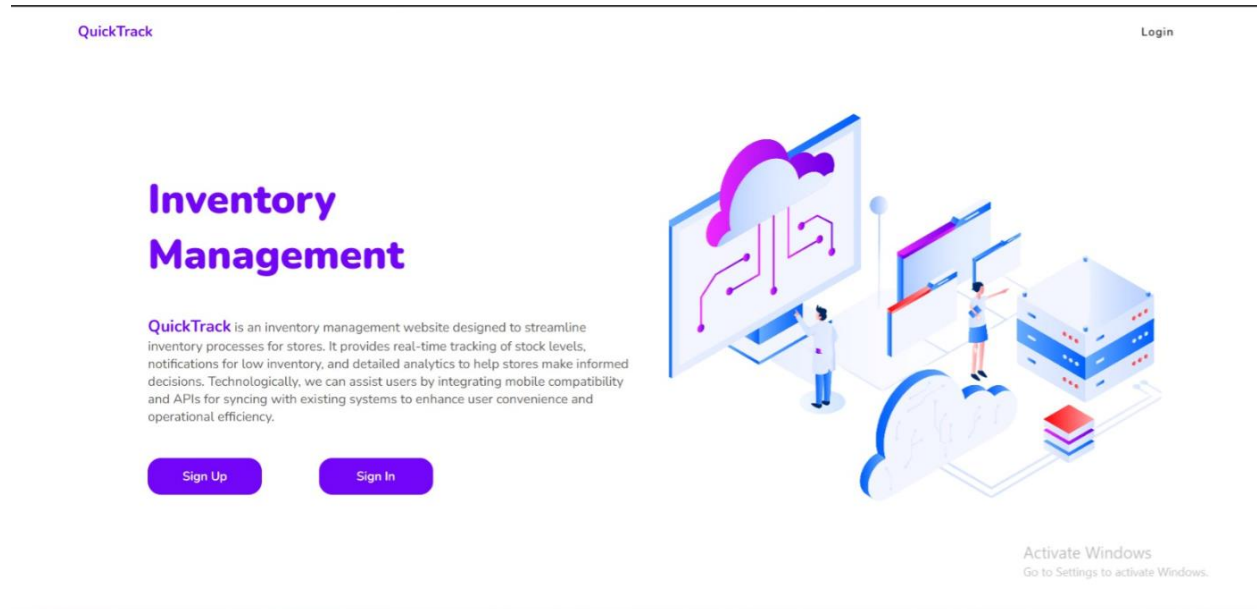 QuickTrack
Login
Inventory
Management
QuickTrack is an inventory management website designed to streamline
inventory processes for stores. It provides real-time tracking of stock levels,
notifications for low inventory, and detailed analytics to help stores make informed
decisions. Technologically, we can assist users by integrating mobile compatibility
and APIs for syncing with existing systems to enhance user convenience and
operational efficiency.
Sign Up
Sign In
Activate Windows
Go to Settings to activate Windows.